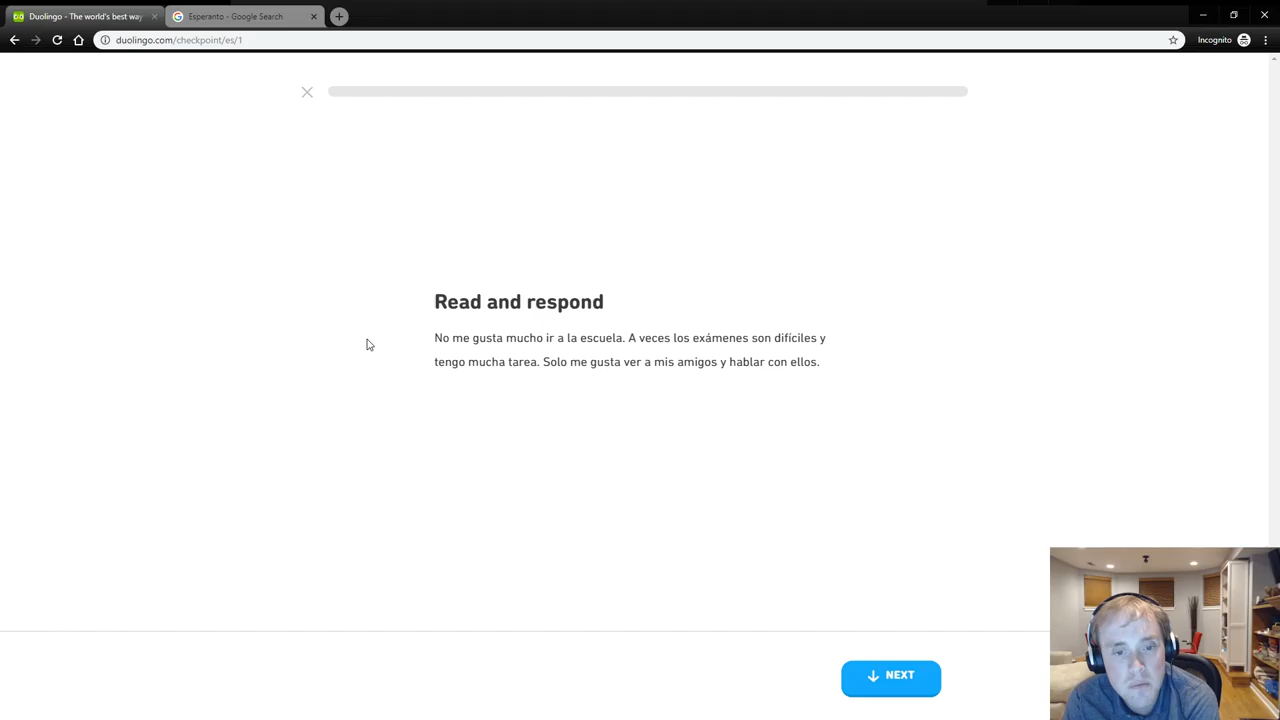 Duolingo - The world's best way
Esperanto - Google Search
duolingo.com/checkpoint/es/1
Incognito
Read and respond
No me gusta mucho ir a la escuela. A veces los exámenes son difíciles y
tengo mucha tarea. Solo me gusta ver a mis amigos y hablar con ellos.
NEXT